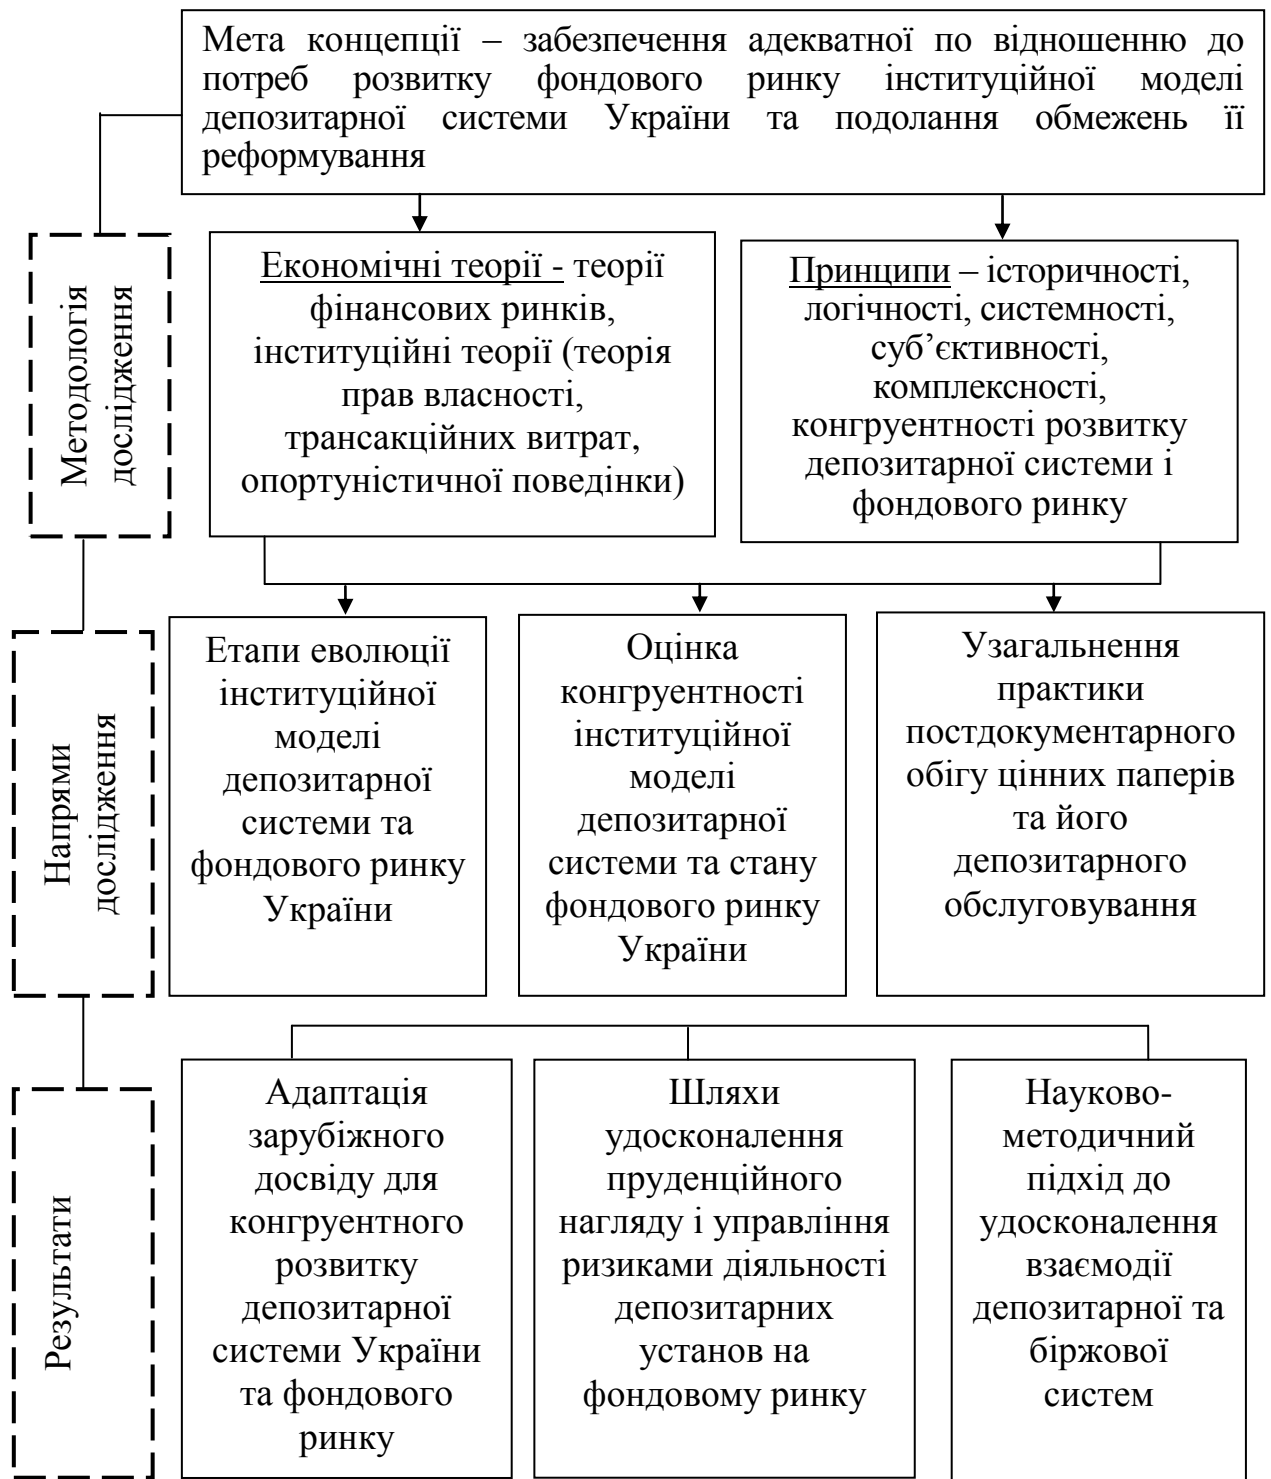 Мета концепції – забезпечення адекватної по відношенню до
потреб розвитку фондового ринку інституційної моделі
депозитарної системи України та подолання обмежень її
реформування
Методологія
дослідження
Економічні теорії - теорії
фінансових ринків,
інституційні теорії (теорія
прав власності,
трансакційних витрат,
опортуністичної поведінки)
Принципи – історичності,
логічності, системності,
суб’єктивності,
комплексності,
конгруентності розвитку
депозитарної системи і
фондового ринку
Напрями
дослідження
Етапи еволюції
інституційної
моделі
депозитарної
системи та
фондового ринку
України
Оцінка
конгруентності
інституційної
моделі
депозитарної
системи та стану
фондового ринку
України
Узагальнення
практики
постдокументарного
обігу цінних паперів
та його
депозитарного
обслуговування
Результати
Адаптація
зарубіжного
досвіду для
конгруентного
розвитку
депозитарної
системи України
та фондового
ринку
Шляхи
удосконалення
пруденційного
нагляду і управління
ризиками діяльності
депозитарних
установ на
фондовому ринку
Науково-
методичний
підхід до
удосконалення
взаємодії
депозитарної та
біржової
систем